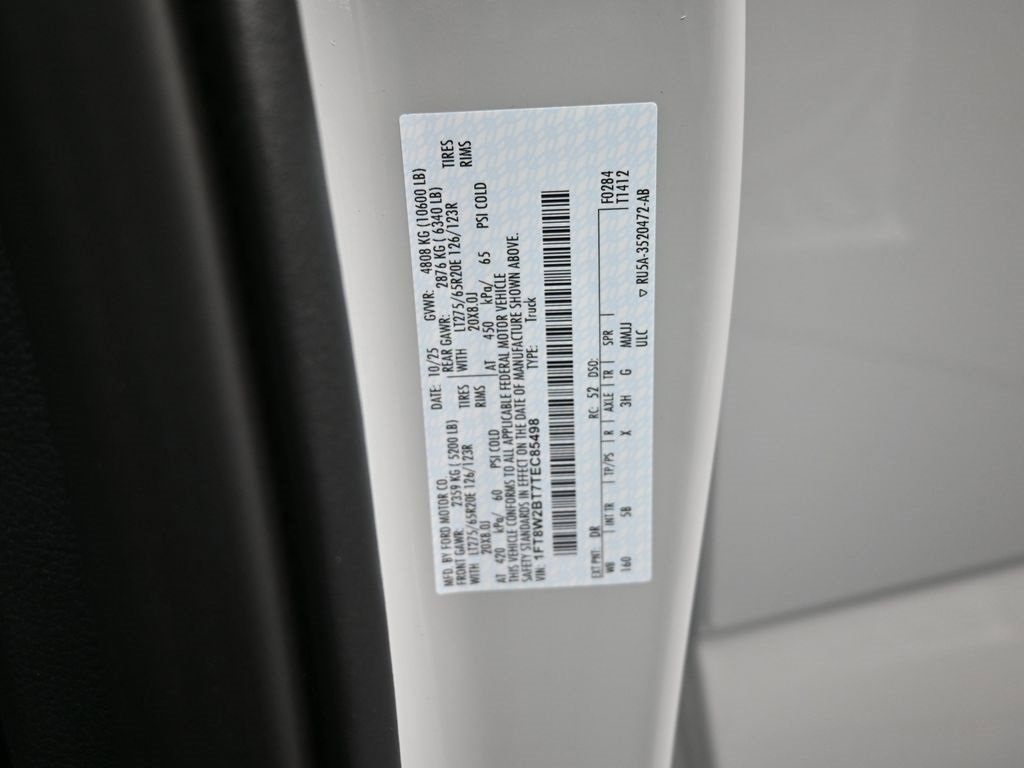 MFD. BY FORD MOTOR CO. DATE: 10/25 GVWR: 4808 KG (10600 LB)
FRONT GAWR: 2359 KG ( 5200 LB) REAR GAWR: 2876 KG ( 6340 LB)
WITH LT275/65R20E 126/123R TIRES WITH LT275/65R20E 126/123R TIRES
20X8.0J RIMS 20X8.0J RIMS
AT 420 kPa/ 60 PSI COLD AT 450 kPa/ 65 PSI COLD
THIS VEHICLE CONFORMS TO ALL APPLICABLE FEDERAL MOTOR VEHICLE
SAFETY STANDARDS IN EFFECT ON THE DATE OF MANUFACTURE SHOWN ABOVE.
VIN: 1FT8W2BT7TEC85498 TYPE: Truck
EXT PNT: DR RC: 52 DSO: F0284
WB INT TR TP/PS R AXLE TR SPR T1412
160 5B X 3H G MMJJ
ULC ▽ RU5A-3520472-AB